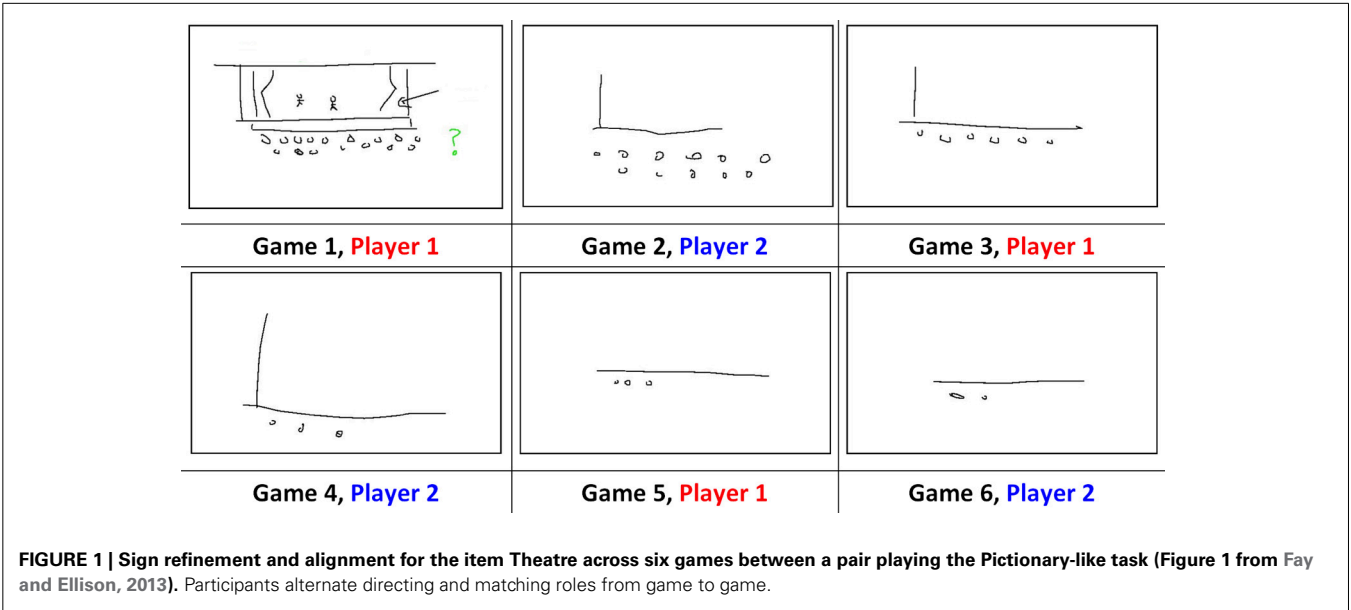 ?
Game 1, Player 1
Game 2, Player 2
Game 3, Player 1
Game 4, Player 2
Game 5, Player 1
Game 6, Player 2
FIGURE 1 | Sign refinement and alignment for the item Theatre across six games between a pair playing the Pictionary-like task (Figure 1 from Fay
and Ellison, 2013). Participants alternate directing and matching roles from game to game.